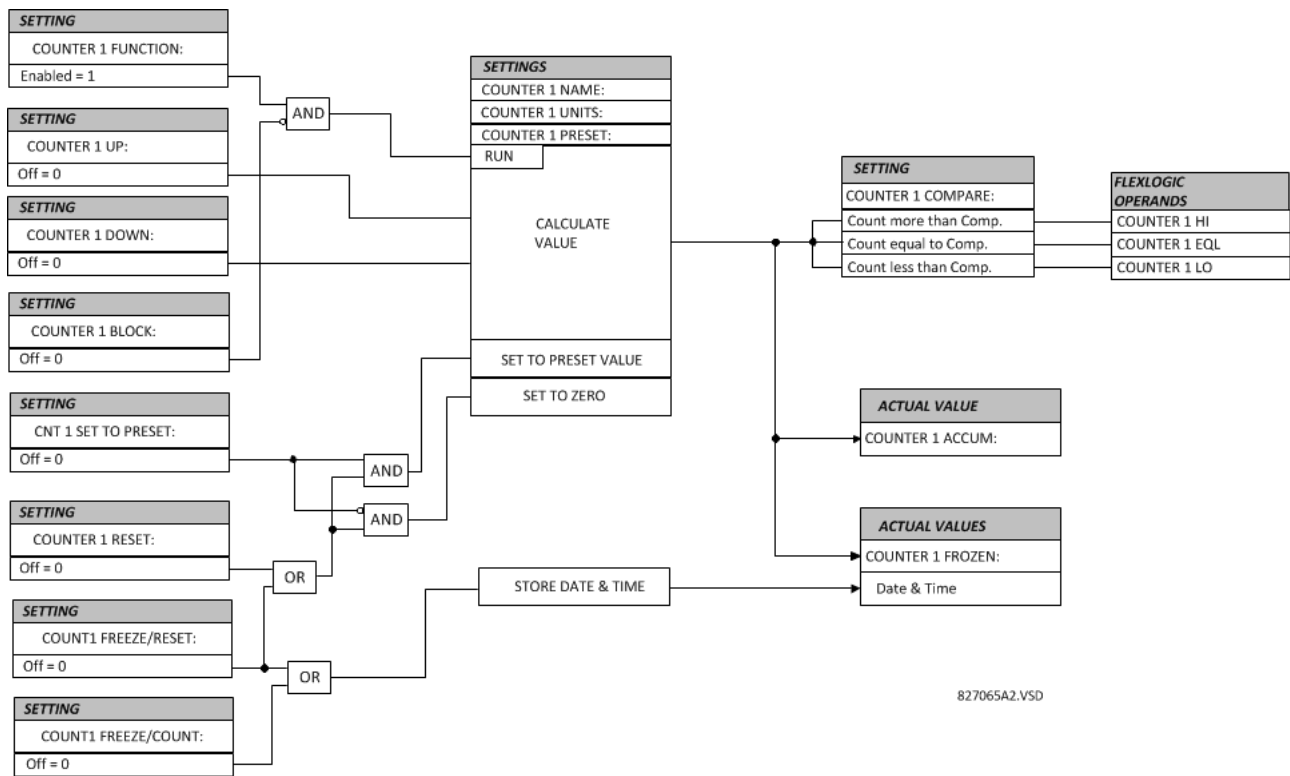 SETTING
COUNTER 1 FUNCTION:
Enabled = 1
SETTING
COUNTER 1 UP:
Off = 0
SETTING
COUNTER 1 DOWN:
Off = 0
SETTING
COUNTER 1 BLOCK:
Off = 0
SETTING
CNT 1 SET TO PRESET:
Off = 0
SETTING
COUNTER 1 RESET:
Off = 0
SETTING
COUNT1 FREEZE/RESET:
Off = 0
SETTING
COUNT1 FREEZE/COUNT:
Off = 0
AND
AND
AND
OR
OR
SETTINGS
COUNTER 1 NAME:
COUNTER 1 UNITS:
COUNTER 1 PRESET:
RUN
CALCULATE
VALUE
SET TO PRESET VALUE
SET TO ZERO
STORE DATE & TIME
SETTING
COUNTER 1 COMPARE:
Count more than Comp.
Count equal to Comp.
Count less than Comp.
FLEXLOGIC
OPERANDS
COUNTER 1 HI
COUNTER 1 EQL
COUNTER 1 LO
ACTUAL VALUE
COUNTER 1 ACCUM:
ACTUAL VALUES
COUNTER 1 FROZEN:
Date & Time
827065A2.VSD